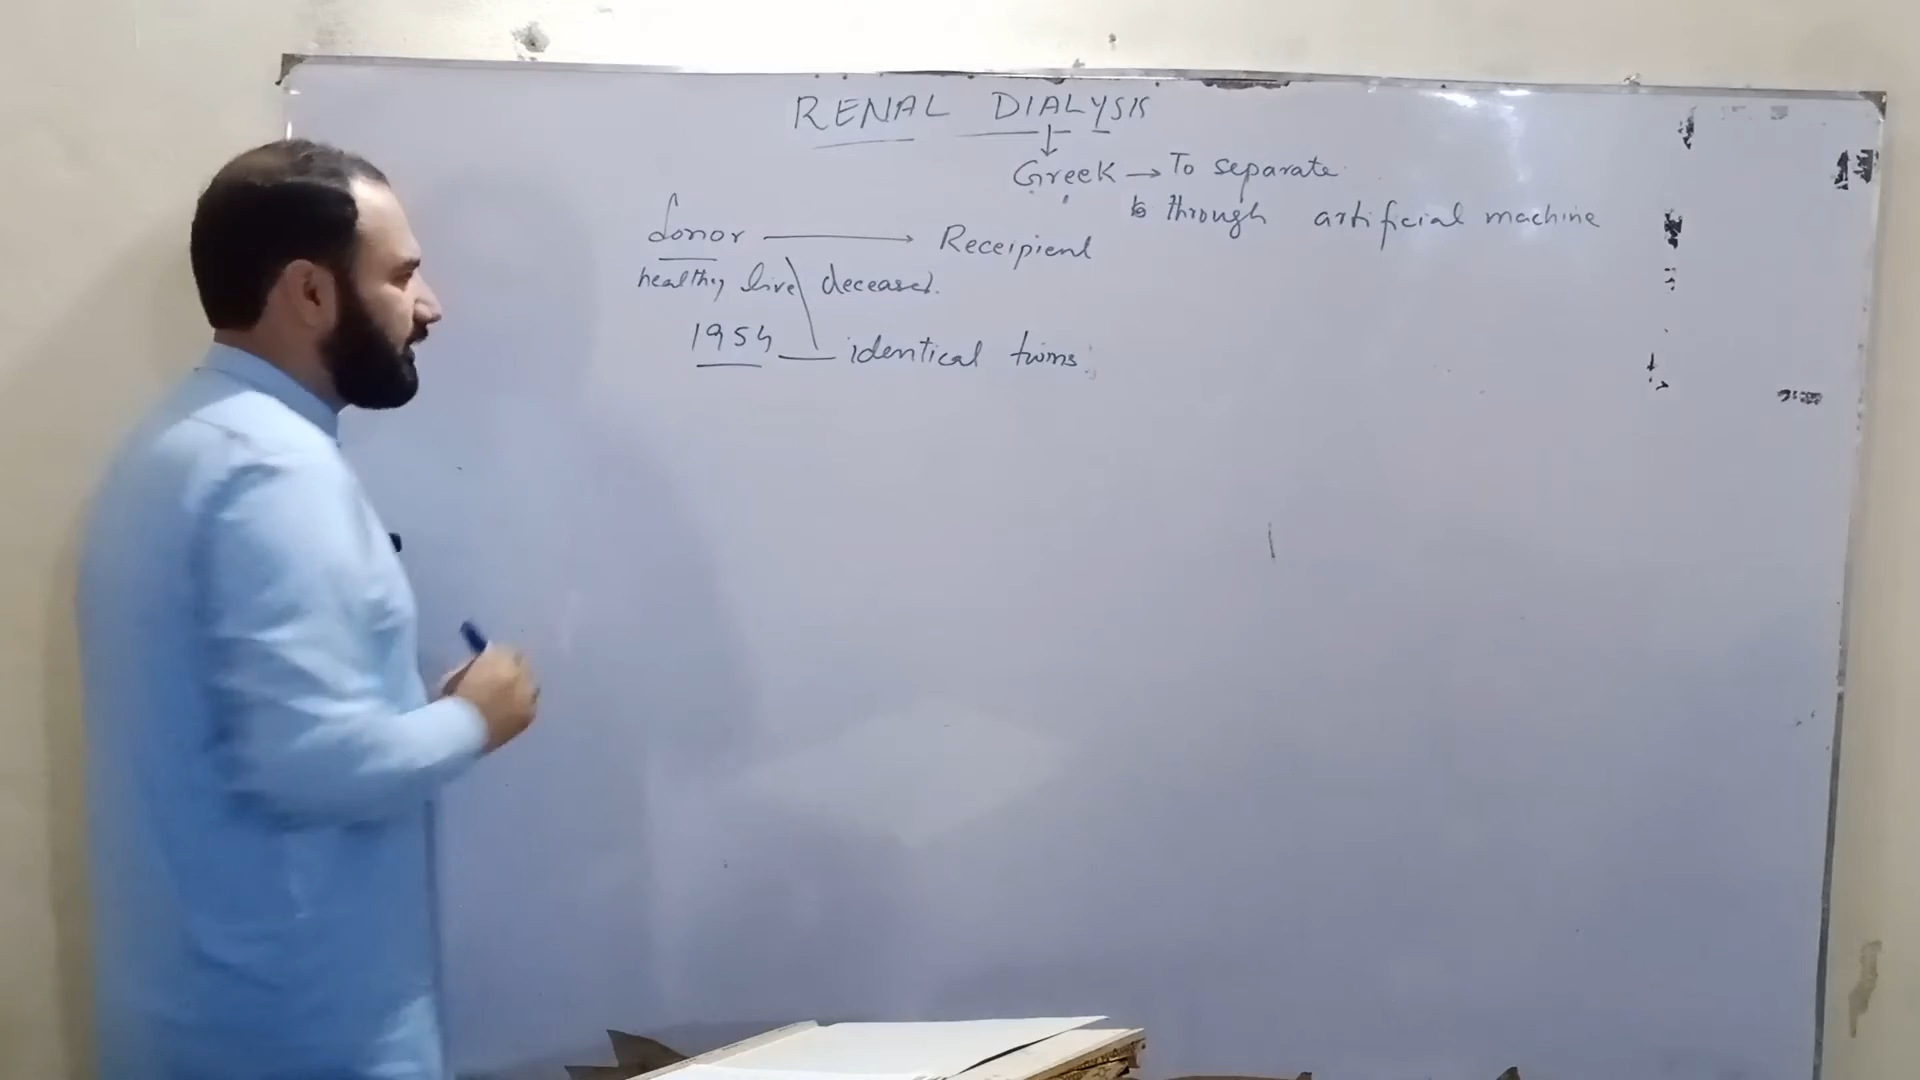 RENAL DIALYSIS
Greek → To separate
through artificial machine
donor → Receipient
healthy live deceased.
1954 — identical twins